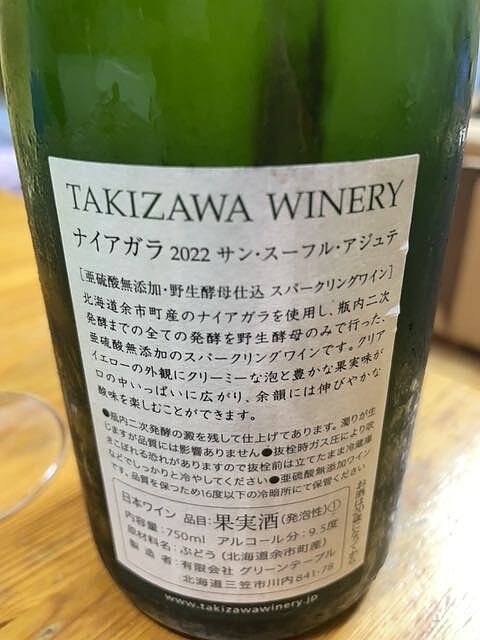 TAKIZAWA WINERY
ナイアガラ 2022 サン・スーフル・アジュテ
[亜硫酸無添加・野生酵母仕込 スパークリングワイン]
北海道余市町産のナイアガラを使用し、瓶内二次
発酵までの全ての発酵を野生酵母のみで行った、
亜硫酸無添加のスパークリングワインです。クリア
イエローの外観にクリーミーな泡と豊かな果実味が
口の中いっぱいに広がり、余韻には伸びやかな
酸味を楽しむことができます。
●瓶内二次発酵の澱を残して仕上げてあります。濁りが生
じますが品質には影響ありません●抜栓時ガス圧により吹
きこぼれる恐れがありますので抜栓前は立てたまま冷蔵庫
などでしっかりと冷やしてください●亜硫酸無添加ワイン
です。品質を保つため16度以下の冷暗所にて保管ください
日本ワイン 品目:果実酒(発泡性)①
内容量:750ml アルコール分:9.5度
原材料名:ぶどう(北海道余市町産)
製造者:有限会社 グリーンテーブル
北海道三笠市川内841-78
お酒は20歳になってから
www.takizawawinery.jp